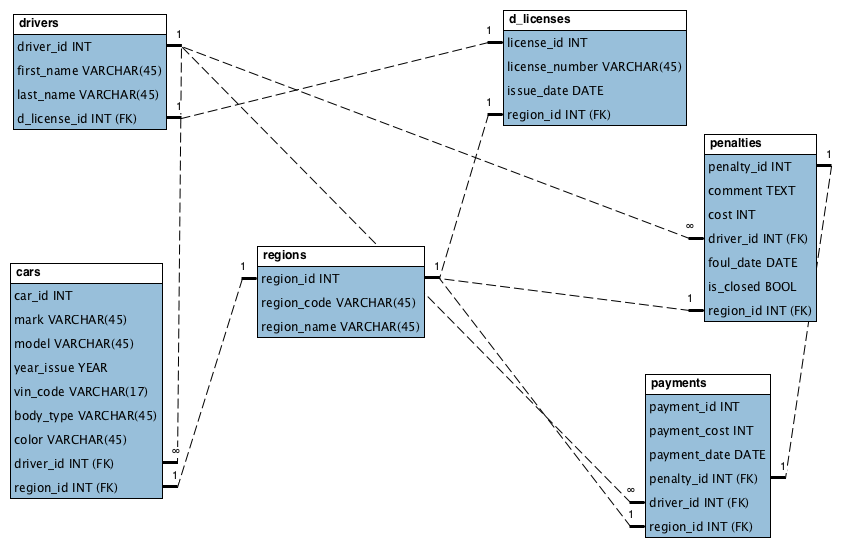 drivers
driver_id INT
first_name VARCHAR(45)
last_name VARCHAR(45)
d_license_id INT (FK)
1
1
d_licenses
license_id INT
license_number VARCHAR(45)
issue_date DATE
region_id INT (FK)
1
1
penalties
penalty_id INT
comment TEXT
cost INT
driver_id INT (FK)
foul_date DATE
is_closed BOOL
region_id INT (FK)
1
∞
1
regions
region_id INT
region_code VARCHAR(45)
region_name VARCHAR(45)
1
1
cars
car_id INT
mark VARCHAR(45)
model VARCHAR(45)
year_issue YEAR
vin_code VARCHAR(17)
body_type VARCHAR(45)
color VARCHAR(45)
driver_id INT (FK)
region_id INT (FK)
∞
1
payments
payment_id INT
payment_cost INT
payment_date DATE
penalty_id INT (FK)
driver_id INT (FK)
region_id INT (FK)
1
∞
1